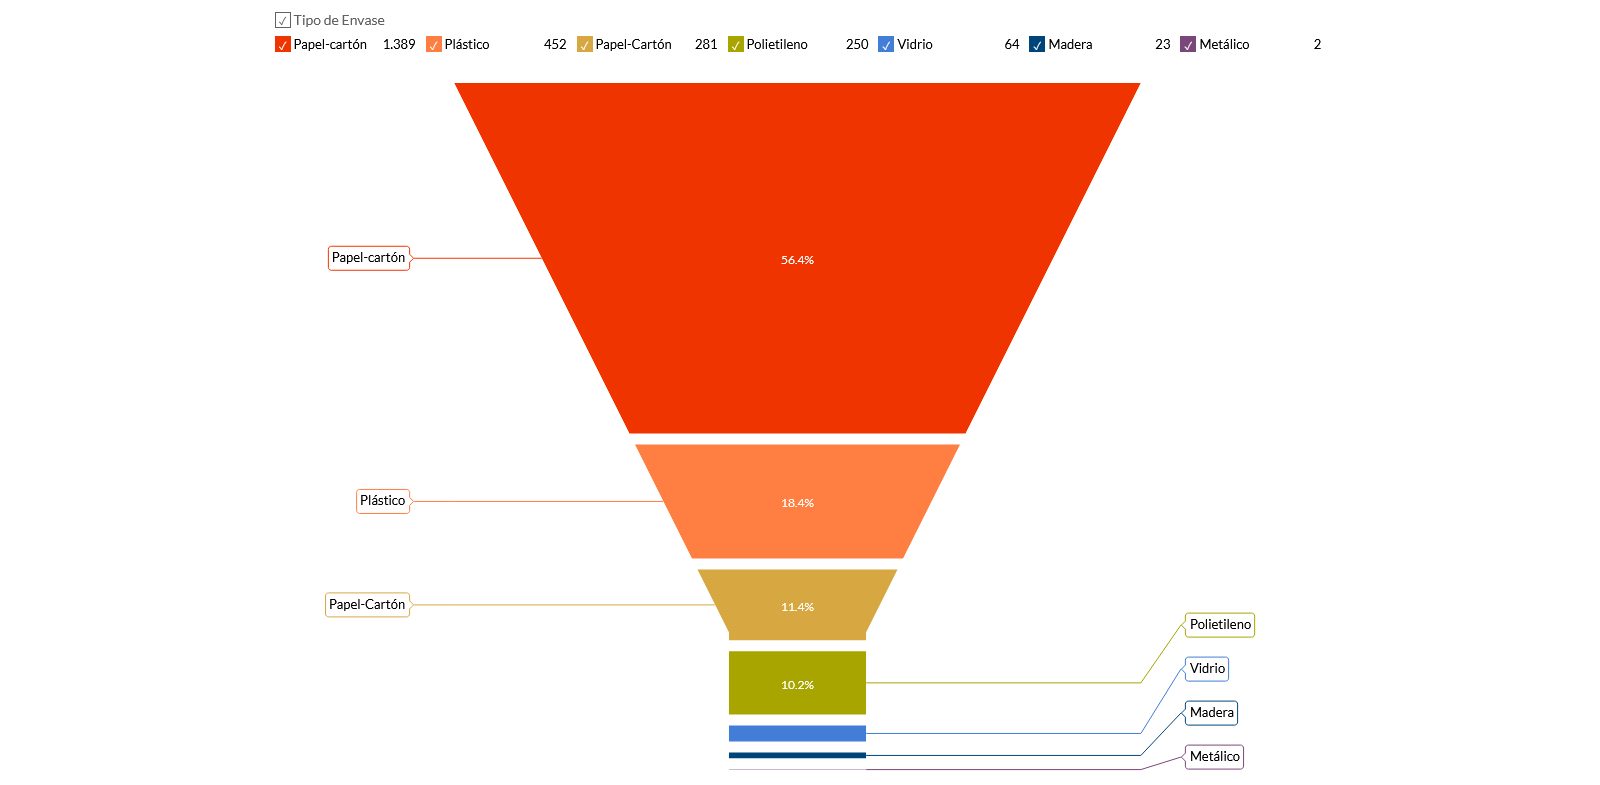 Tipo de Envase
Papel-cartón 1.389 Plástico 452 Papel-Cartón 281 Polietileno 250 Vidrio 64 Madera 23 Metálico 2
Papel-cartón
56.4%
Plástico
18.4%
Papel-Cartón
11.4%
Polietileno
Vidrio
10.2%
Madera
Metálico